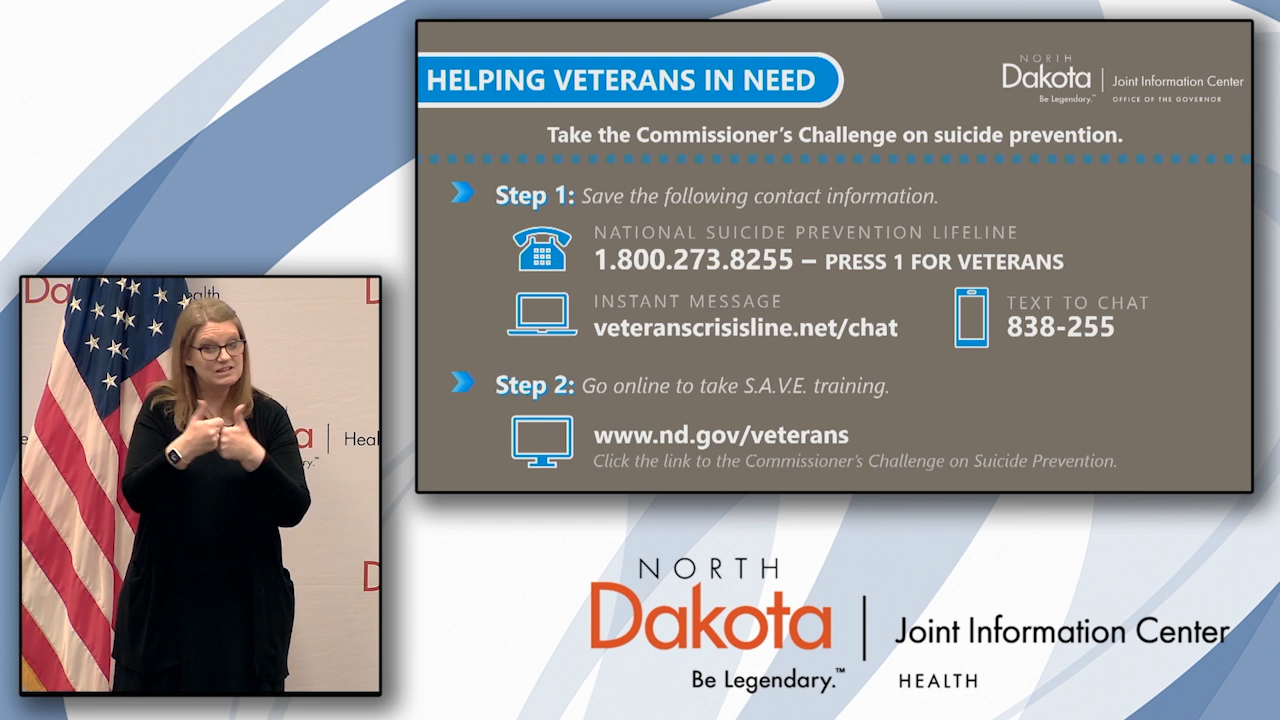 HELPING VETERANS IN NEED
NORTH
Dakota
Be Legendary.™
Joint Information Center
OFFICE OF THE GOVERNOR
Take the Commissioner's Challenge on suicide prevention.
Step 1: Save the following contact information.
NATIONAL SUICIDE PREVENTION LIFELINE
1.800.273.8255 – PRESS 1 FOR VETERANS
INSTANT MESSAGE
veteranscrisisline.net/chat
TEXT TO CHAT
838-255
Step 2: Go online to take S.A.V.E. training.
www.nd.gov/veterans
Click the link to the Commissioner's Challenge on Suicide Prevention.
NORTH
Dakota
Be Legendary.™
Joint Information Center
HEALTH